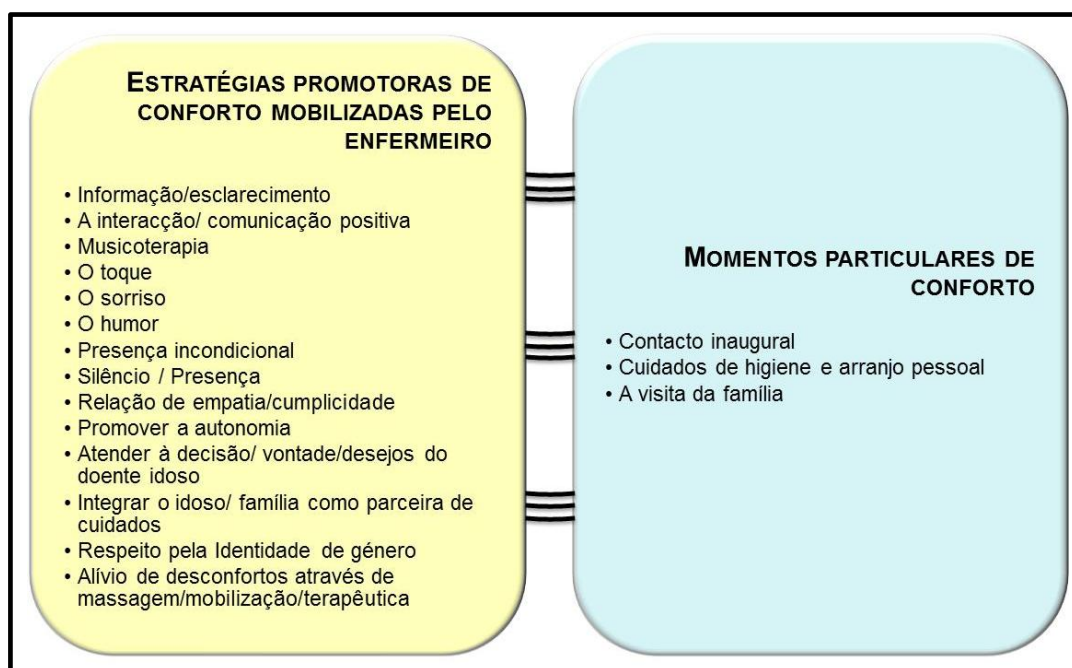 ESTRATÉGIAS PROMOTORAS DE
CONFORTO MOBILIZADAS PELO
ENFERMEIRO
• Informação/esclarecimento
• A interacção/ comunicação positiva
• Musicoterapia
• O toque
• O sorriso
• O humor
• Presença incondicional
• Silêncio / Presença
• Relação de empatia/cumplicidade
• Promover a autonomia
• Atender à decisão/ vontade/desejos do
doente idoso
• Integrar o idoso/ família como parceira de
cuidados
• Respeito pela Identidade de género
• Alívio de desconfortos através de
massagem/mobilização/terapêutica
MOMENTOS PARTICULARES DE
CONFORTO
• Contacto inaugural
• Cuidados de higiene e arranjo pessoal
• A visita da família